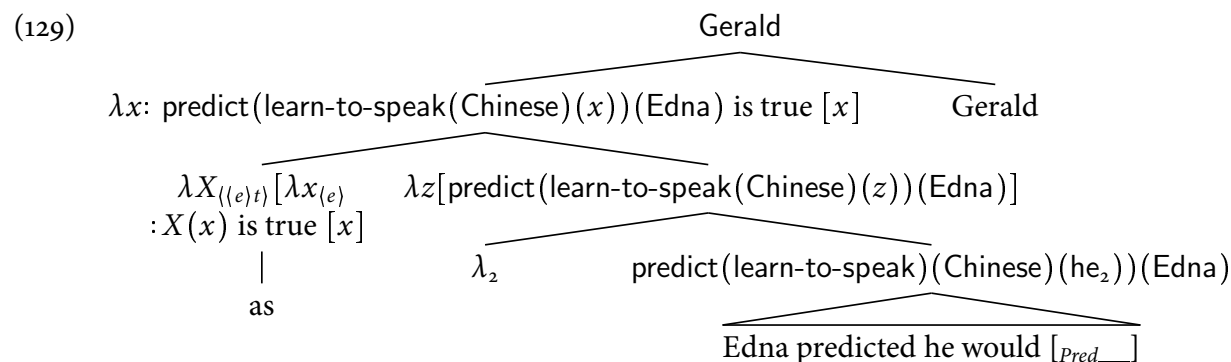 (129) Gerald
λx: predict(learn-to-speak(Chinese)(x))(Edna) is true [x] Gerald
λX⟨⟨e⟩t⟩[λx⟨e⟩ λz[predict(learn-to-speak(Chinese)(z))(Edna)]
: X(x) is true [x]
λ₂ predict(learn-to-speak)(Chinese)(he₂))(Edna)
as
Edna predicted he would [Pred___]